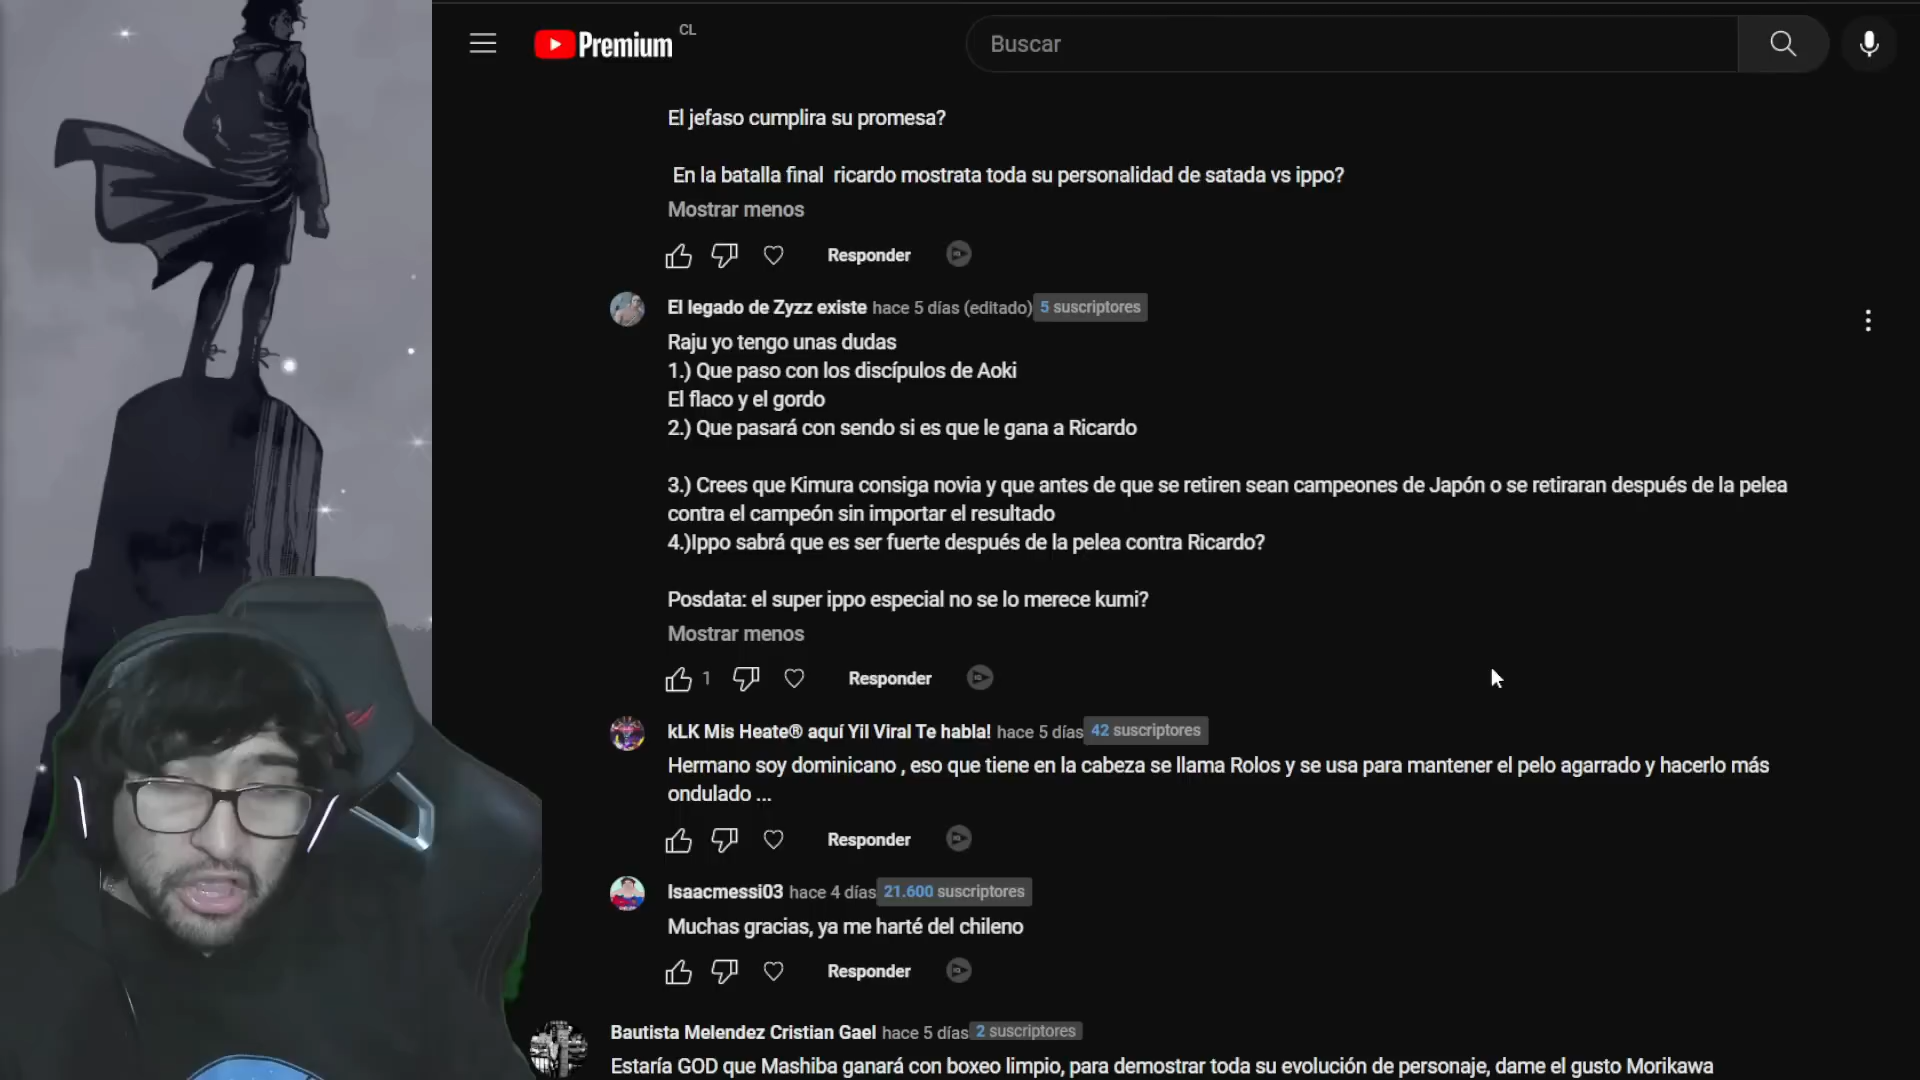 Premium CL
Buscar
El jefaso cumplira su promesa?
En la batalla final ricardo mostrata toda su personalidad de satada vs ippo?
Mostrar menos
Responder
El legado de Zyzz existe hace 5 días (editado) 5 suscriptores
Raju yo tengo unas dudas
1.) Que paso con los discípulos de Aoki
El flaco y el gordo
2.) Que pasará con sendo si es que le gana a Ricardo
3.) Crees que Kimura consiga novia y que antes de que se retiren sean campeones de Japón o se retiraran después de la pelea
contra el campeón sin importar el resultado
4.)Ippo sabrá que es ser fuerte después de la pelea contra Ricardo?
Posdata: el super ippo especial no se lo merece kumi?
Mostrar menos
1 Responder
kLK Mis Heate® aquí Yil Viral Te habla! hace 5 días 42 suscriptores
Hermano soy dominicano , eso que tiene en la cabeza se llama Rolos y se usa para mantener el pelo agarrado y hacerlo más
ondulado ...
Responder
Isaacmessi03 hace 4 días 21.600 suscriptores
Muchas gracias, ya me harté del chileno
Responder
Bautista Melendez Cristian Gael hace 5 días 2 suscriptores
Estaría GOD que Mashiba ganará con boxeo limpio, para demostrar toda su evolución de personaje, dame el gusto Morikawa